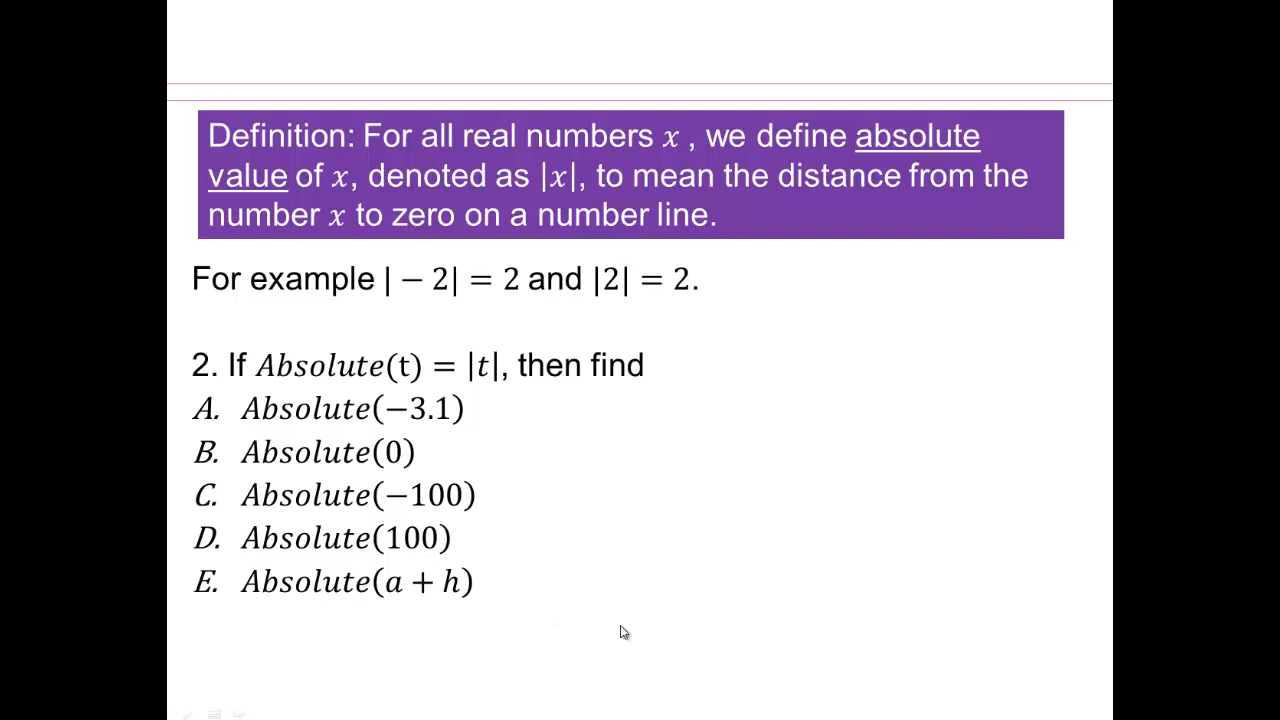 Definition: For all real numbers 𝑥 , we define absolute
value of 𝑥, denoted as |𝑥|, to mean the distance from the
number 𝑥 to zero on a number line.
For example | − 2| = 2 and |2| = 2.
2. If 𝐴𝑏𝑠𝑜𝑙𝑢𝑡𝑒(t) = |𝑡|, then find
A. 𝐴𝑏𝑠𝑜𝑙𝑢𝑡𝑒(−3.1)
B. 𝐴𝑏𝑠𝑜𝑙𝑢𝑡𝑒(0)
C. 𝐴𝑏𝑠𝑜𝑙𝑢𝑡𝑒(−100)
D. 𝐴𝑏𝑠𝑜𝑙𝑢𝑡𝑒(100)
E. 𝐴𝑏𝑠𝑜𝑙𝑢𝑡𝑒(𝑎 + ℎ)